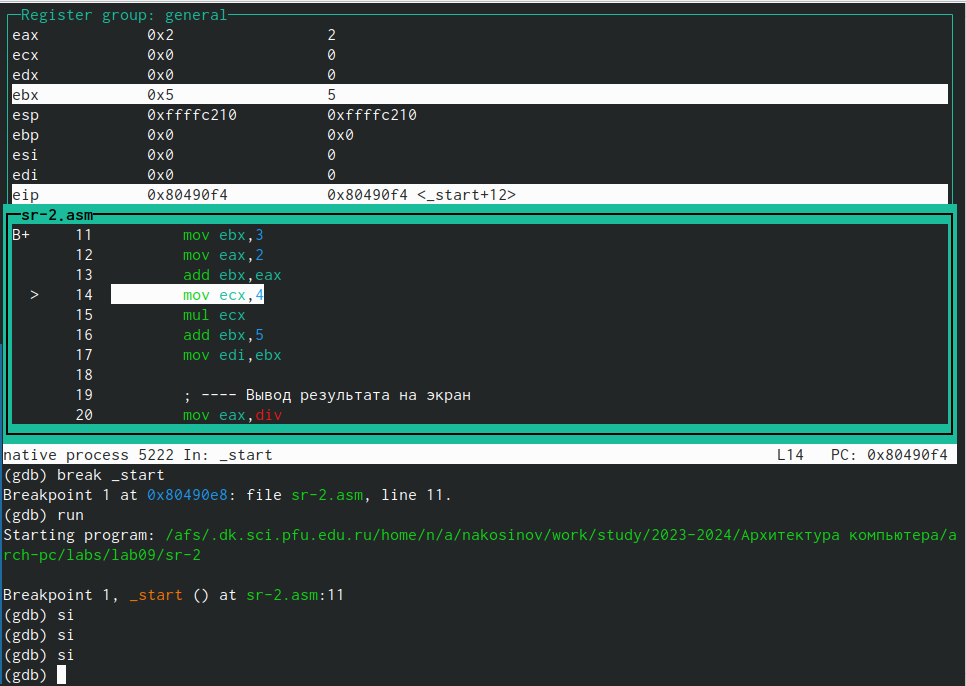 Register group: general
eax 0x2 2
ecx 0x0 0
edx 0x0 0
ebx 0x5 5
esp 0xffffc210 0xffffc210
ebp 0x0 0x0
esi 0x0 0
edi 0x0 0
eip 0x80490f4 0x80490f4 <_start+12>
sr-2.asm
B+ 11 mov ebx,3
12 mov eax,2
13 add ebx,eax
> 14 mov ecx,4
15 mul ecx
16 add ebx,5
17 mov edi,ebx
18
19 ; ---- Вывод результата на экран
20 mov eax,div
native process 5222 In: _start L14 PC: 0x80490f4
(gdb) break _start
Breakpoint 1 at 0x80490e8: file sr-2.asm, line 11.
(gdb) run
Starting program: /afs/.dk.sci.pfu.edu.ru/home/n/a/nakosinov/work/study/2023-2024/Архитектура компьютера/a
rch-pc/labs/lab09/sr-2
Breakpoint 1, _start () at sr-2.asm:11
(gdb) si
(gdb) si
(gdb) si
(gdb)